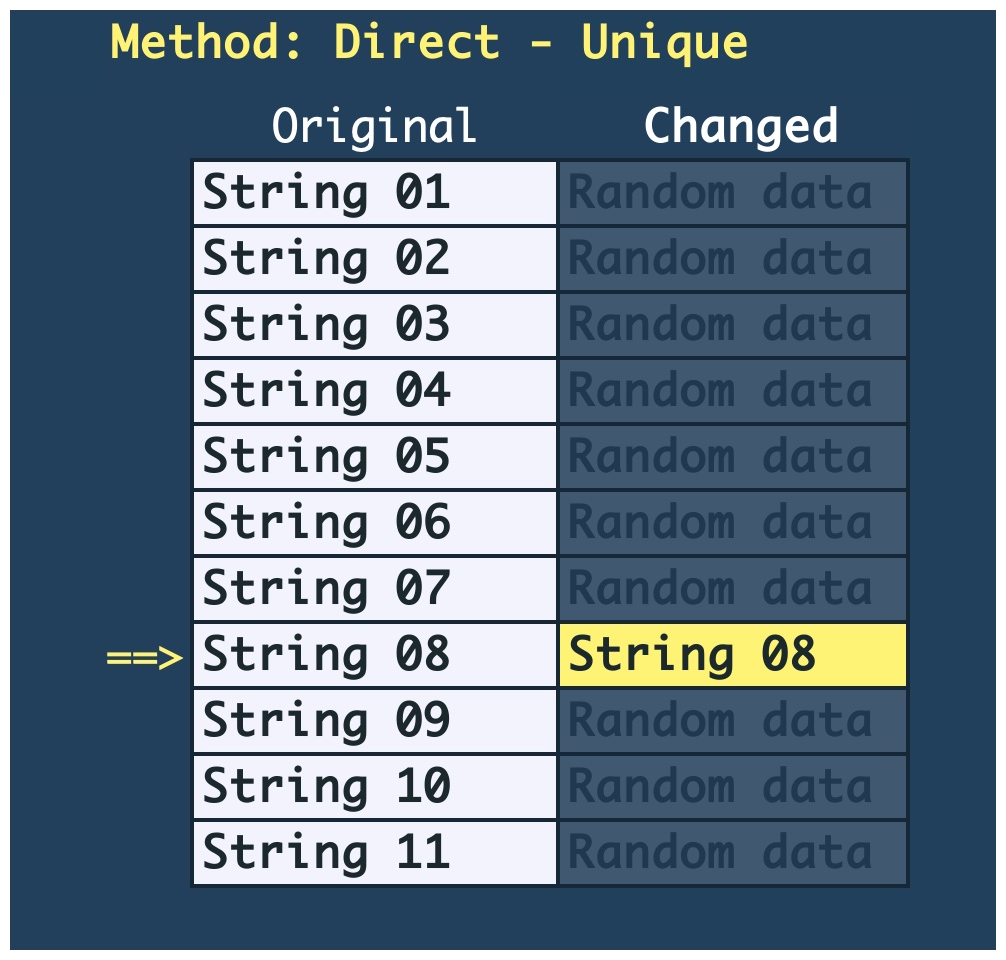 Method: Direct - Unique
Original Changed
String 01 Random data
String 02 Random data
String 03 Random data
String 04 Random data
String 05 Random data
String 06 Random data
String 07 Random data
==> String 08 String 08
String 09 Random data
String 10 Random data
String 11 Random data